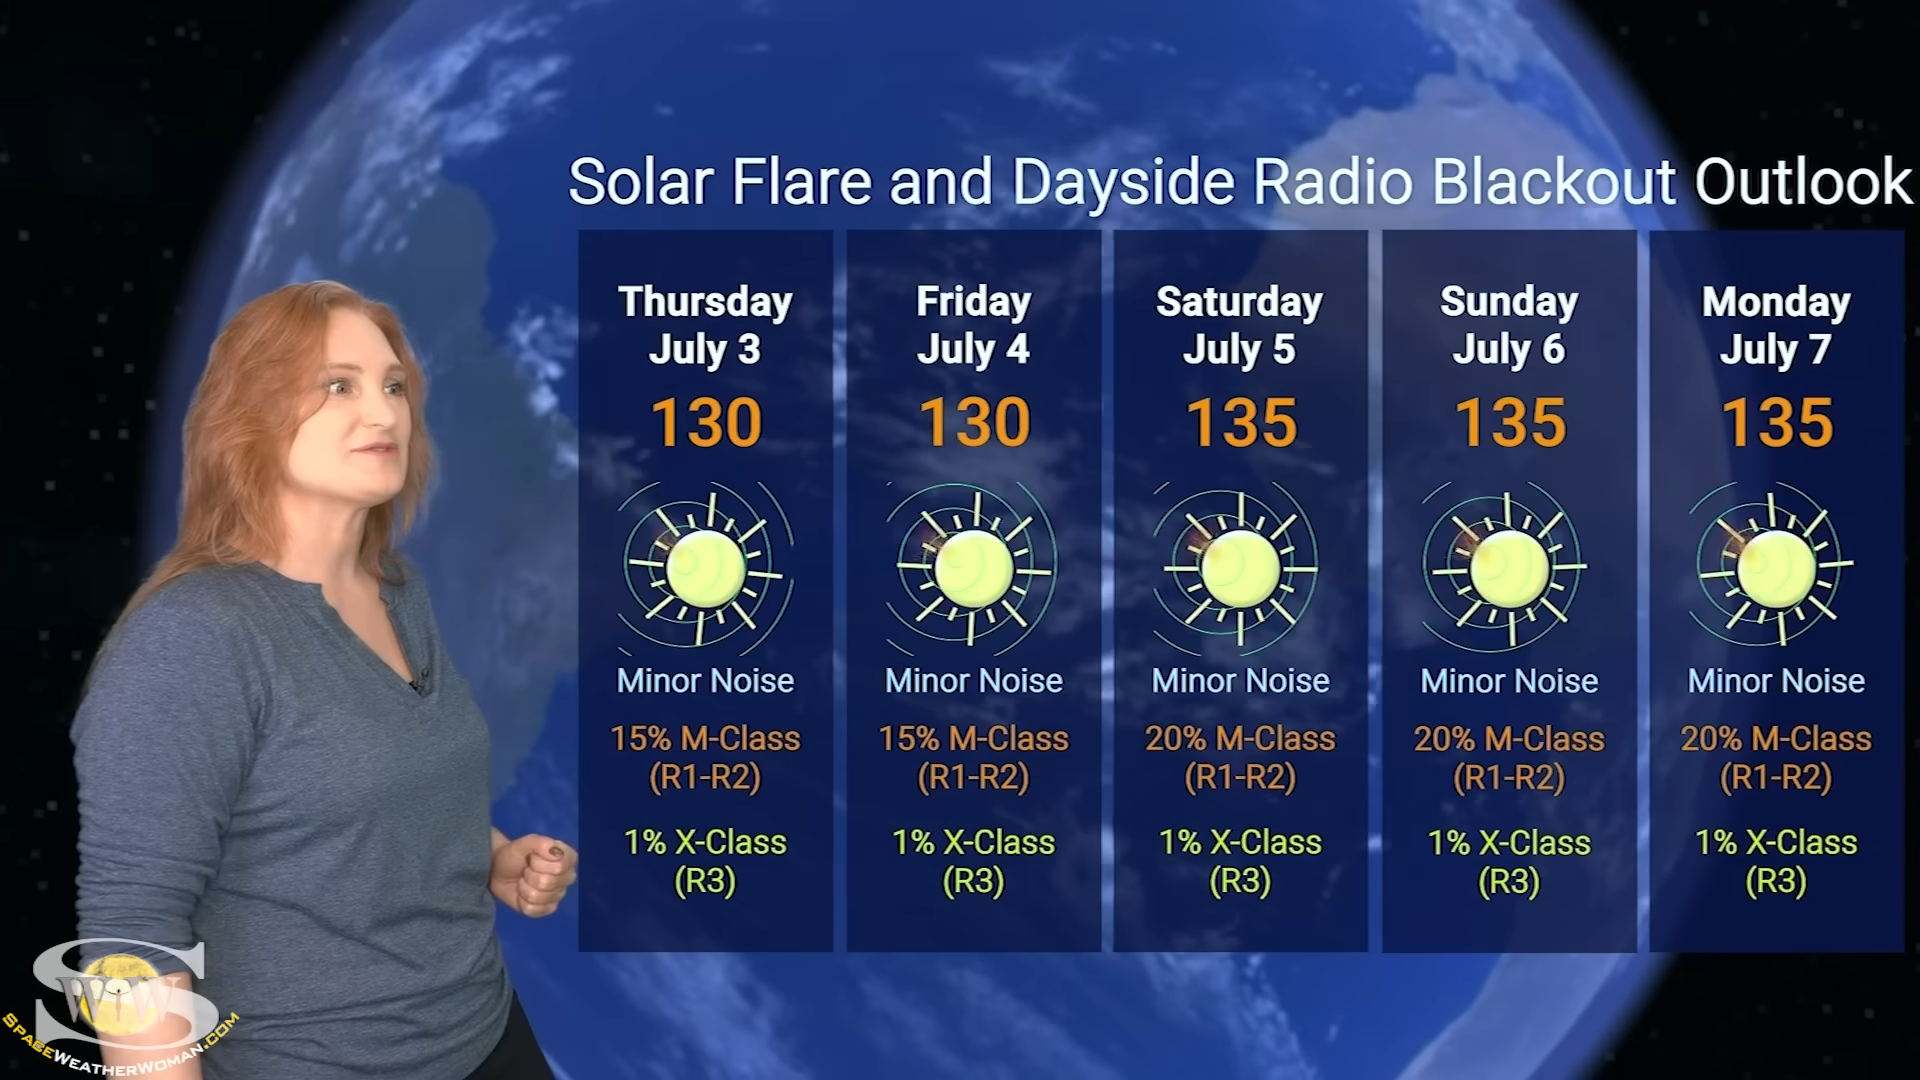 Solar Flare and Dayside Radio Blackout Outlook
Thursday
July 3
130
Minor Noise
15% M-Class
(R1-R2)
1% X-Class
(R3)
Friday
July 4
130
Minor Noise
15% M-Class
(R1-R2)
1% X-Class
(R3)
Saturday
July 5
135
Minor Noise
20% M-Class
(R1-R2)
1% X-Class
(R3)
Sunday
July 6
135
Minor Noise
20% M-Class
(R1-R2)
1% X-Class
(R3)
Monday
July 7
135
Minor Noise
20% M-Class
(R1-R2)
1% X-Class
(R3)
S
WW
SpaceWeatherWoman.com